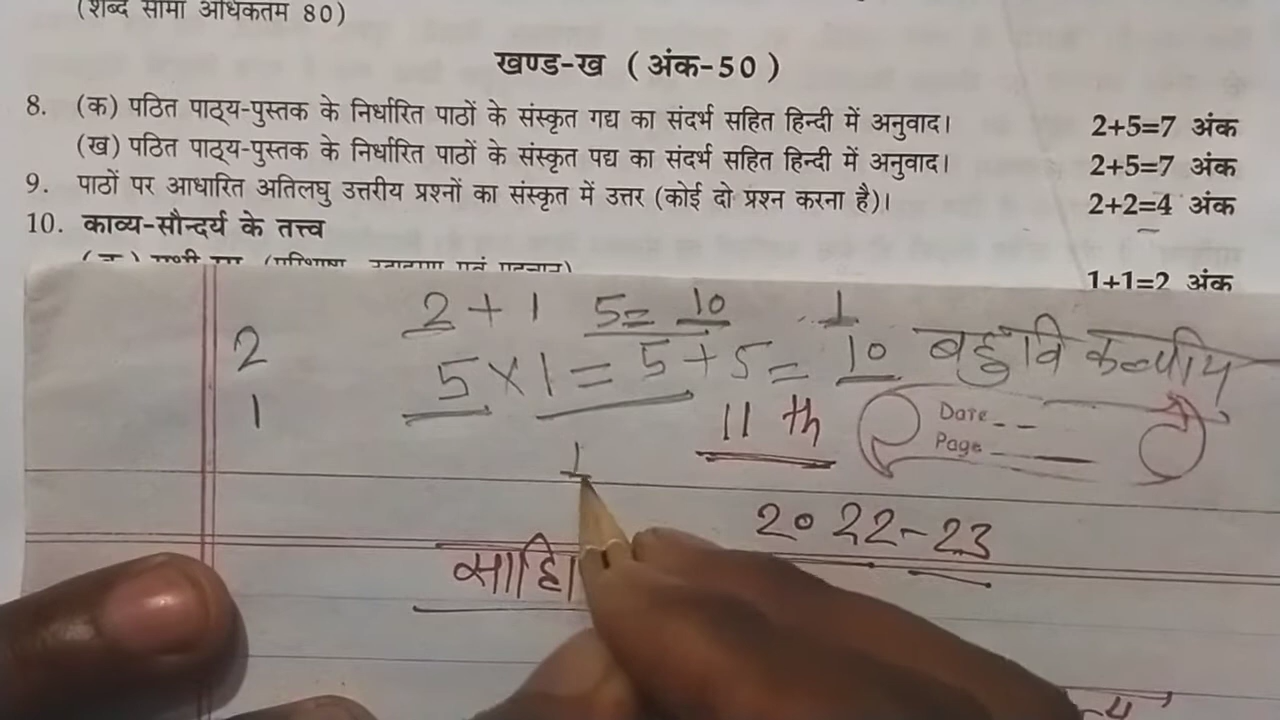 (शब्द सीमा अधिकतम 80)
खण्ड-ख ( अंक-50 )
8. (क) पठित पाठ्य-पुस्तक के निर्धारित पाठों के संस्कृत गद्य का संदर्भ सहित हिन्दी में अनुवाद। 2+5=7 अंक
(ख) पठित पाठ्य-पुस्तक के निर्धारित पाठों के संस्कृत पद्य का संदर्भ सहित हिन्दी में अनुवाद। 2+5=7 अंक
9. पाठों पर आधारित अतिलघु उत्तरीय प्रश्नों का संस्कृत में उत्तर (कोई दो प्रश्न करना है)। 2+2=4 अंक
10. काव्य-सौन्दर्य के तत्त्व
1+1=2 अंक
2+1 5=10 1
2 5×1=5+5=10 बहुविकल्पीय
1 11 th Date
Page
1
2022-23
साहि